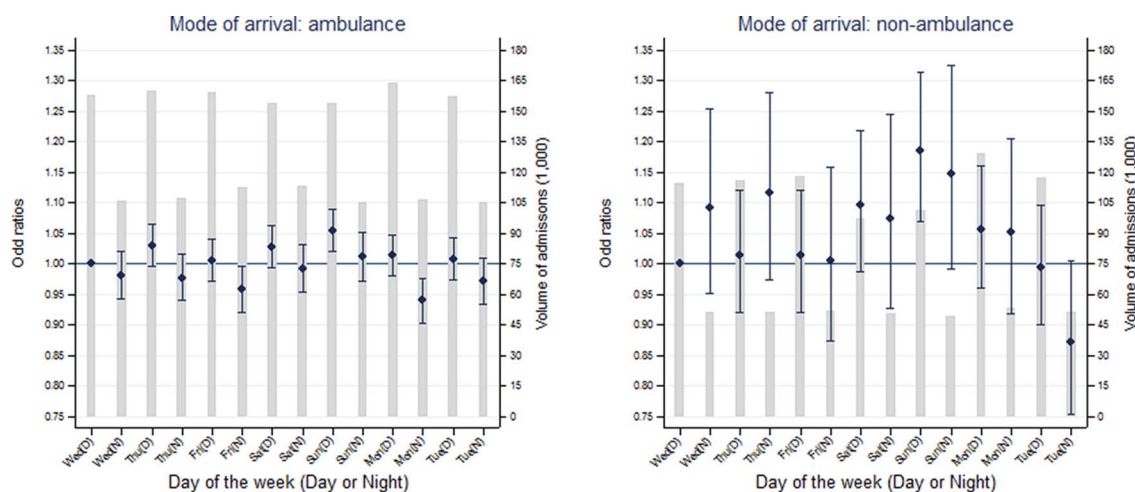 Mode of arrival: ambulance
1.35
1.30
1.25
1.20
1.15
1.10
1.05
1.00
0.95
0.90
0.85
0.80
0.75
Odd ratios
180
165
150
135
120
105
90
75
60
45
30
15
0
Volume of admissons (1,000)
Wed(D)
Wed(N)
Thu(D)
Thu(N)
Fri(D)
Fri(N)
Sat(D)
Sat(N)
Sun(D)
Sun(N)
Mon(D)
Mon(N)
Tue(D)
Tue(N)
Day of the week (Day or Night)
Mode of arrival: non-ambulance
1.35
1.30
1.25
1.20
1.15
1.10
1.05
1.00
0.95
0.90
0.85
0.80
0.75
Odd ratios
180
165
150
135
120
105
90
75
60
45
30
15
0
Volume of admissions (1,000)
Wed(D)
Wed(N)
Thu(D)
Thu(N)
Fri(D)
Fri(N)
Sat(D)
Sat(N)
Sun(D)
Sun(N)
Mon(D)
Mon(N)
Tue(D)
Tue(N)
Day of the week (Day or Night)